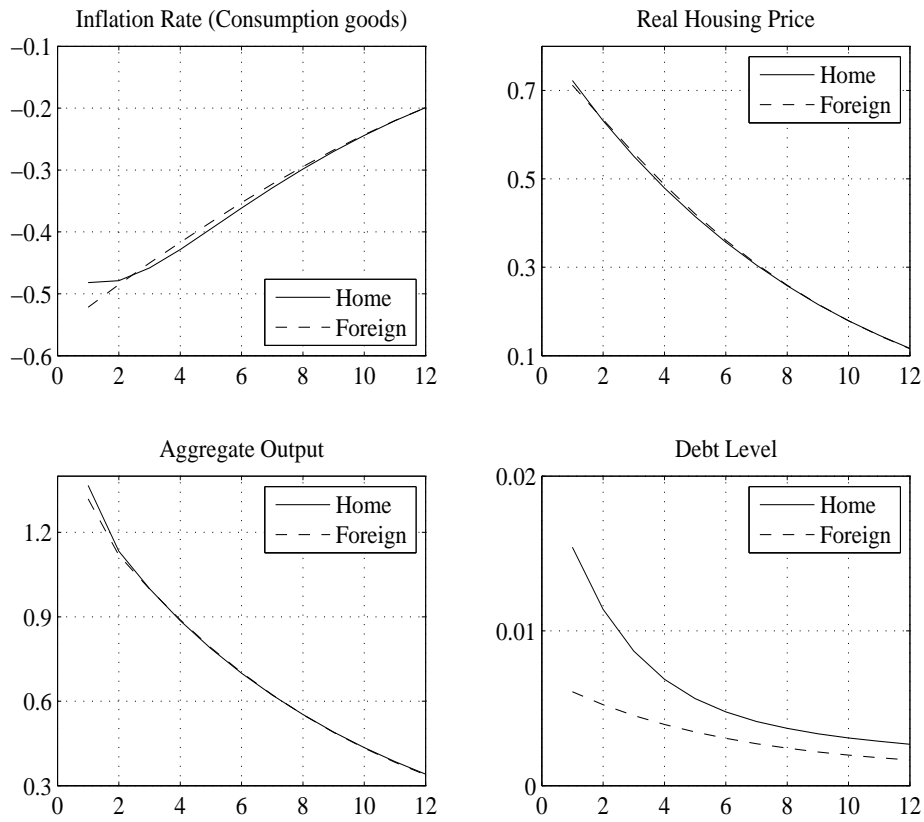 Inflation Rate (Consumption goods)
−0.1
−0.2
−0.3
−0.4
−0.5
−0.6
0 2 4 6 8 10 12
Home
Foreign
Real Housing Price
0.7
0.5
0.3
0.1
0 2 4 6 8 10 12
Home
Foreign
Aggregate Output
1.2
0.9
0.6
0.3
0 2 4 6 8 10 12
Home
Foreign
Debt Level
0.02
0.01
0
0 2 4 6 8 10 12
Home
Foreign